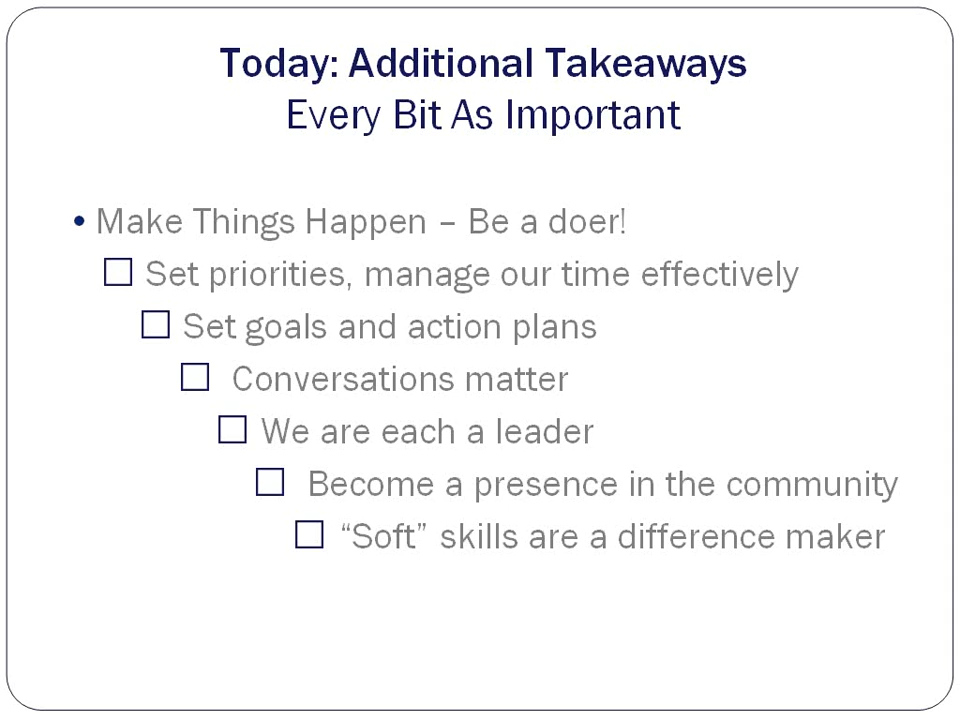 Today: Additional Takeaways
Every Bit As Important
• Make Things Happen – Be a doer!
☐ Set priorities, manage our time effectively
☐ Set goals and action plans
☐ Conversations matter
☐ We are each a leader
☐ Become a presence in the community
☐ “Soft” skills are a difference maker